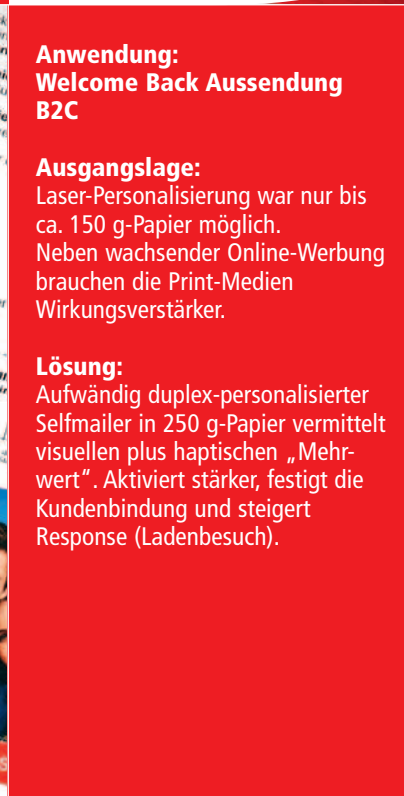 Anwendung:
Welcome Back Aussendung
B2C
Ausgangslage:
Laser-Personalisierung war nur bis
ca. 150 g-Papier möglich.
Neben wachsender Online-Werbung
brauchen die Print-Medien
Wirkungsverstärker.
Lösung:
Aufwändig duplex-personalisierter
Selfmailer in 250 g-Papier vermittelt
visuellen plus haptischen „Mehr-
wert“. Aktiviert stärker, festigt die
Kundenbindung und steigert
Response (Ladenbesuch).